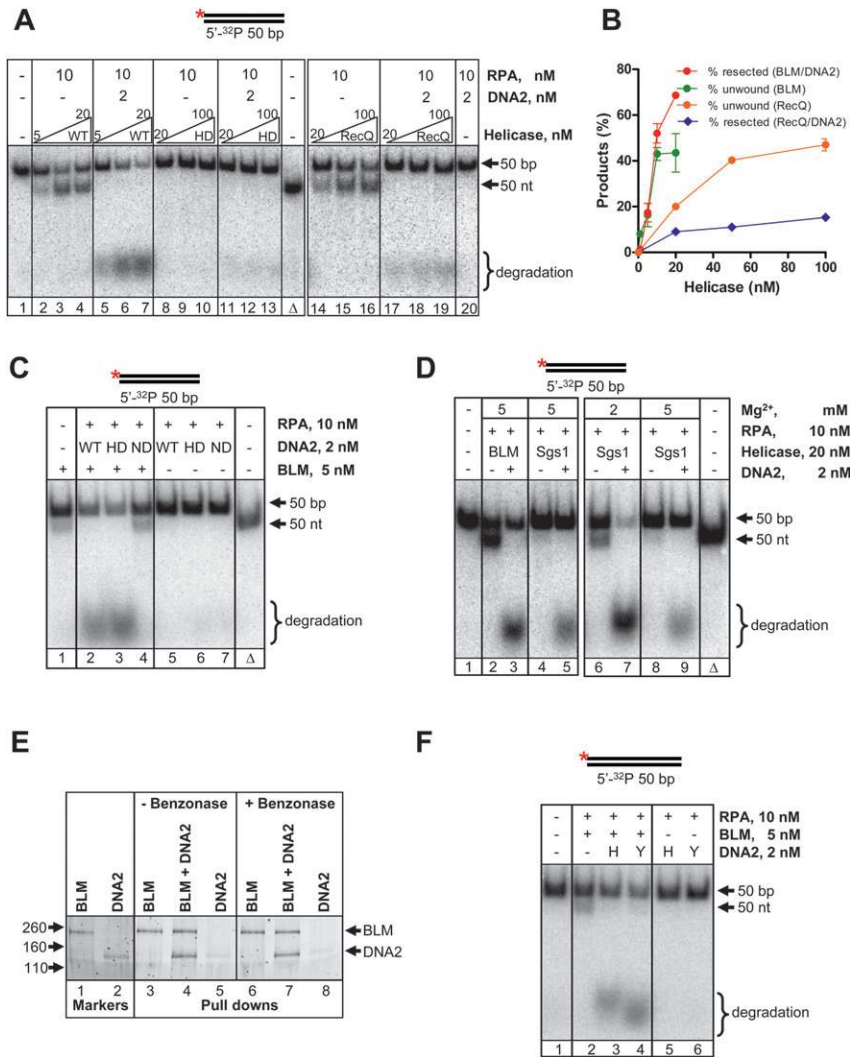 A
*
5'-³²P 50 bp
- 10 10 10 10 - 10 10 10 RPA, nM
- - 2 - 2 - - 2 2 DNA2, nM
5 20 WT 5 20 WT 20 100 HD 20 100 HD 20 100 RecQ 20 100 RecQ - Helicase, nM
50 bp
50 nt
degradation
1 2 3 4 5 6 7 8 9 10 11 12 13 Δ 14 15 16 17 18 19 20
B
% resected (BLM/DNA2)
% unwound (BLM)
% unwound (RecQ)
% resected (RecQ/DNA2)
Products (%)
80
60
40
20
0
0 20 40 60 80 100
Helicase (nM)
C
*
5'-³²P 50 bp
- + + + + + + - RPA, 10 nM
- WT HD ND WT HD ND - DNA2, 2 nM
+ + + + - - - - BLM, 5 nM
50 bp
50 nt
degradation
1 2 3 4 5 6 7 Δ
D
*
5'-³²P 50 bp
- 5 5 2 5 - Mg²⁺, mM
- + + + + + + + + - RPA, 10 nM
- BLM Sgs1 Sgs1 Sgs1 - Helicase, 20 nM
- - + - + - + - + - DNA2, 2 nM
50 bp
50 nt
degradation
1 2 3 4 5 6 7 8 9 Δ
E
- Benzonase + Benzonase
BLM DNA2 BLM BLM + DNA2 DNA2 BLM BLM + DNA2 DNA2
260
160
110
BLM
DNA2
1 2 3 4 5 6 7 8
Markers Pull downs
F
*
5'-³²P 50 bp
- + + + + + RPA, 10 nM
- + + + - - BLM, 5 nM
- - H Y H Y DNA2, 2 nM
50 bp
50 nt
degradation
1 2 3 4 5 6